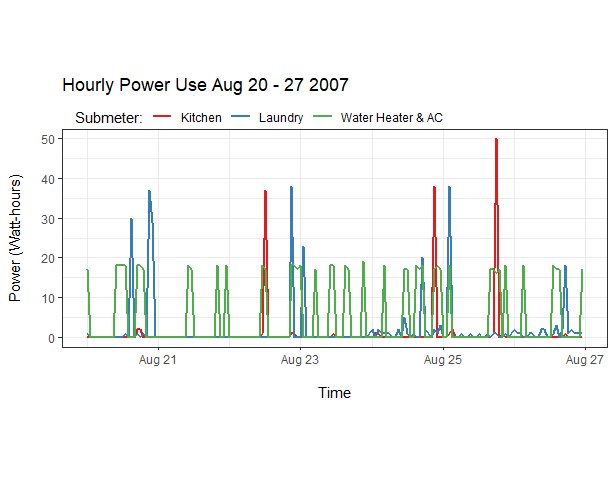 Hourly Power Use Aug 20 - 27 2007
Submeter: Kitchen Laundry Water Heater & AC
50
40
30
20
10
0
Power (Watt-hours)
Aug 21 Aug 23 Aug 25 Aug 27
Time